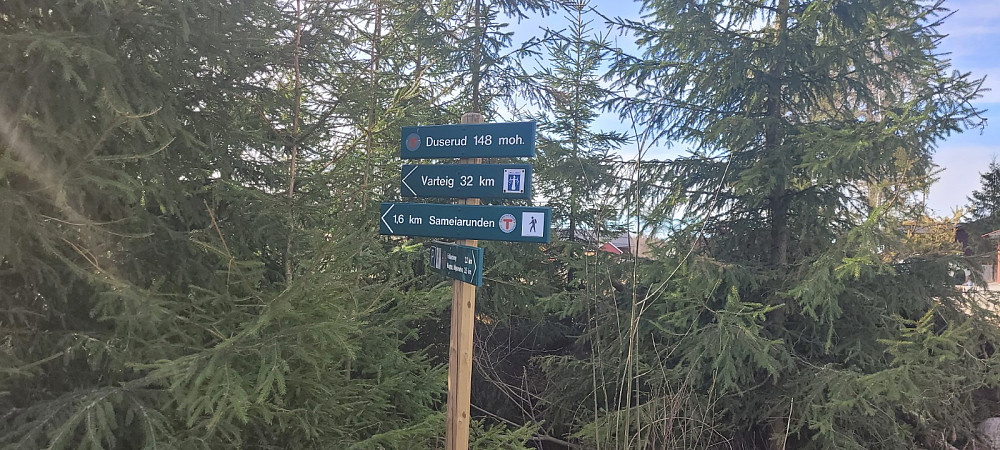 Duserud 148 moh.
Varteig 32 km
1,6 km Sameiarunden T